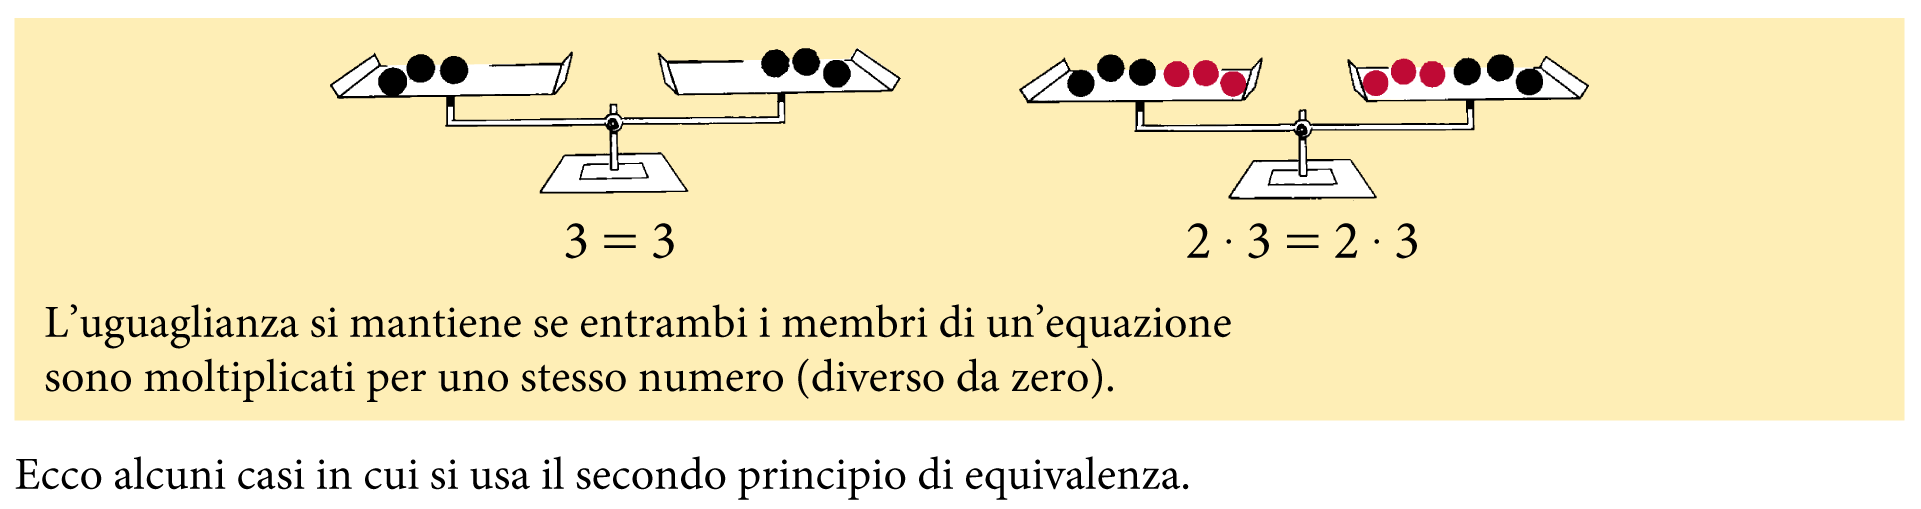 3 = 3
2 · 3 = 2 · 3
L’uguaglianza si mantiene se entrambi i membri di un’equazione
sono moltiplicati per uno stesso numero (diverso da zero).
Ecco alcuni casi in cui si usa il secondo principio di equivalenza.